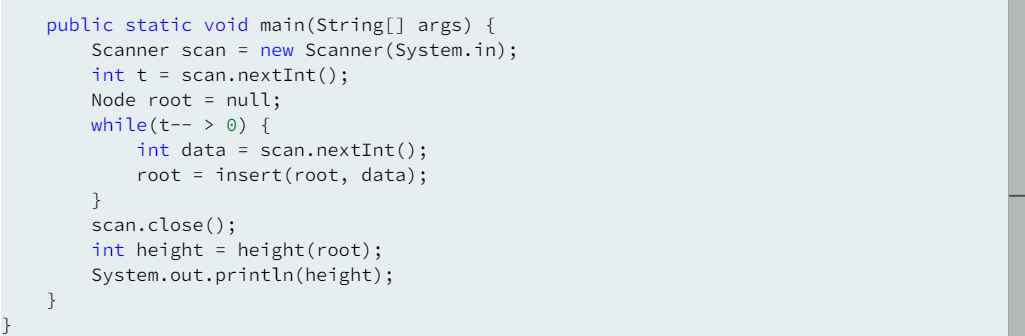 public static void main(String[] args) {
Scanner scan = new Scanner(System.in);
int t = scan.nextInt();
Node root = null;
while(t-- > 0) {
int data = scan.nextInt();
root = insert(root, data);
}
scan.close();
int height = height(root);
System.out.println(height);
}
}